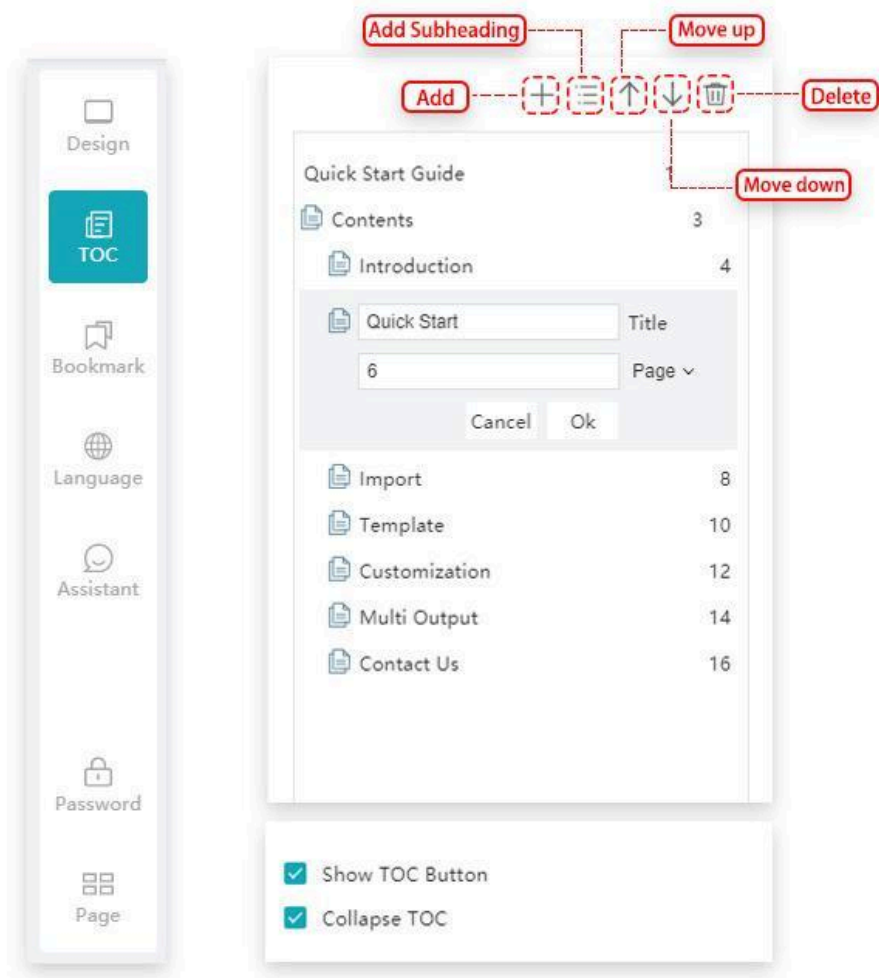 Add Subheading
Move up
Add
Delete
Move down
Design
TOC
Bookmark
Language
Assistant
Password
Page
Quick Start Guide 1
Contents 3
Introduction 4
Quick Start Title
6 Page
Cancel Ok
Import 8
Template 10
Customization 12
Multi Output 14
Contact Us 16
Show TOC Button
Collapse TOC